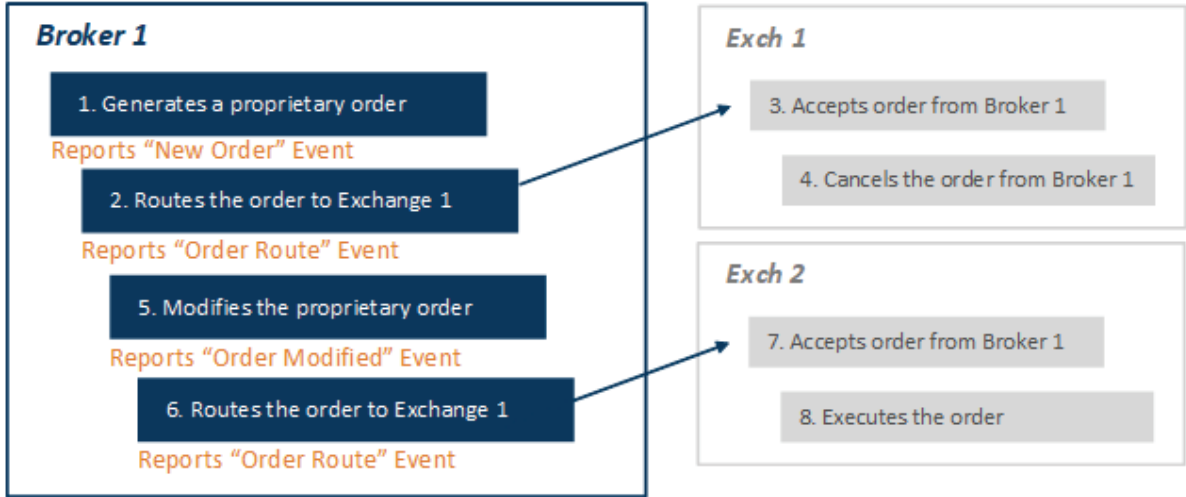 Broker 1
1. Generates a proprietary order
Reports “New Order” Event
2. Routes the order to Exchange 1
Reports “Order Route” Event
5. Modifies the proprietary order
Reports “Order Modified” Event
6. Routes the order to Exchange 1
Reports “Order Route” Event
Exch 1
3. Accepts order from Broker 1
4. Cancels the order from Broker 1
Exch 2
7. Accepts order from Broker 1
8. Executes the order